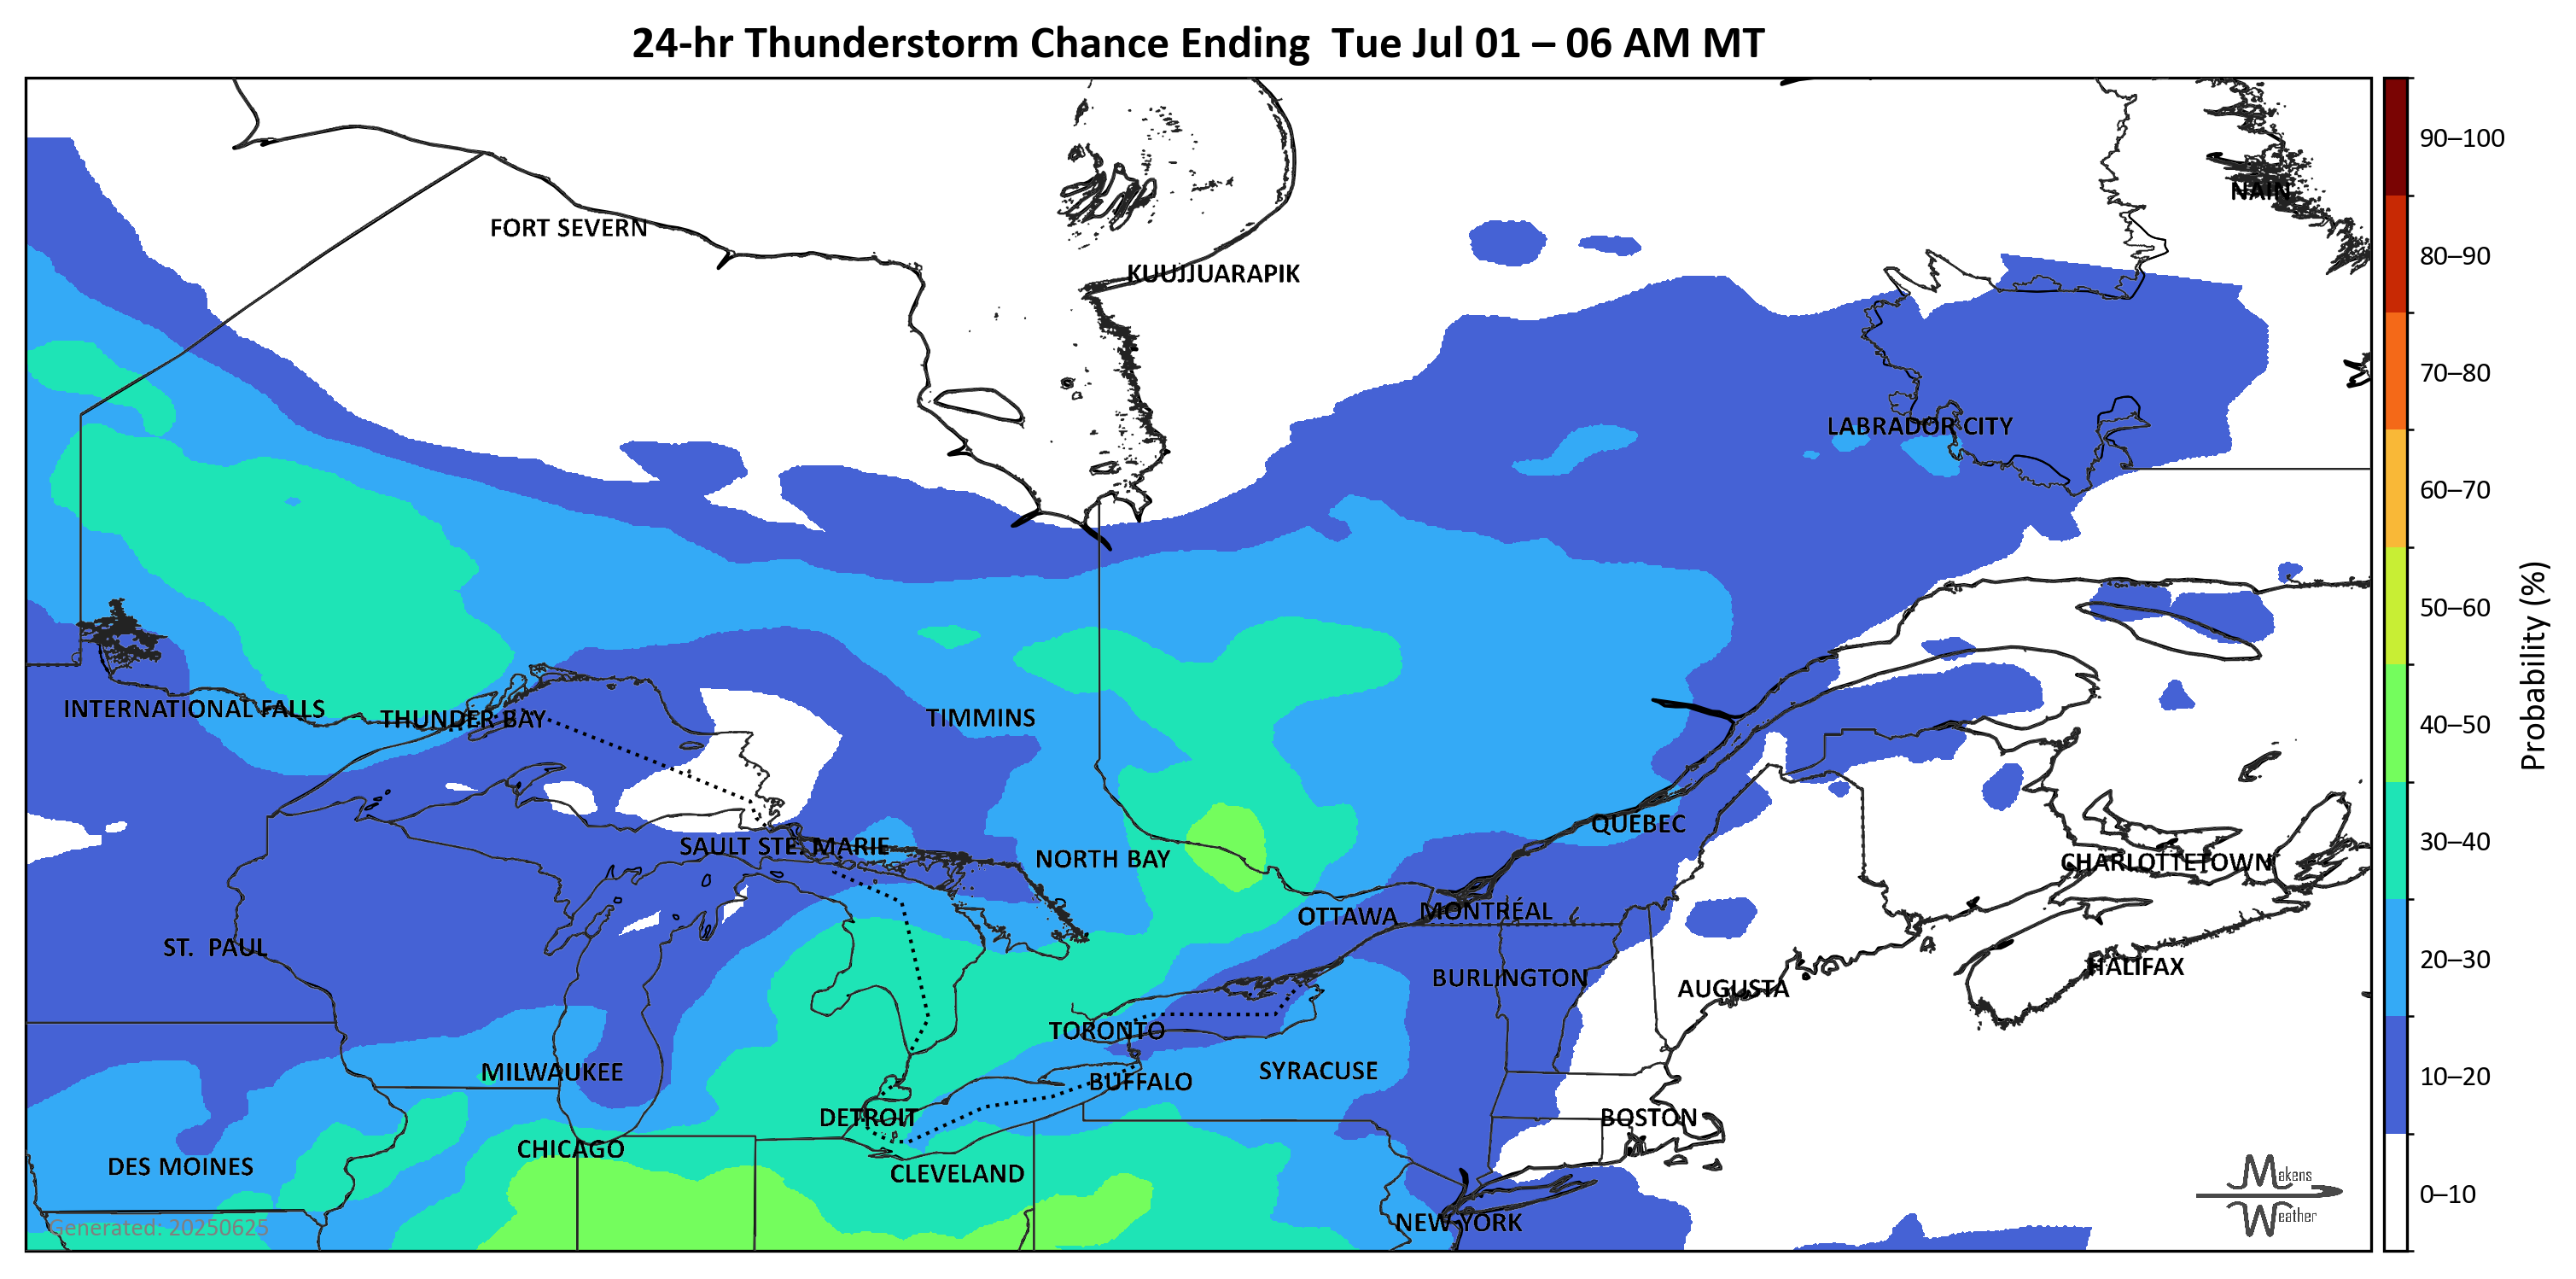 24-hr Thunderstorm Chance Ending  Tue Jul 01 – 06 AM MT
90–100
NAIN
FORT SEVERN
80–90
KUUJJUARAPIK
70–80
LABRADOR CITY
60–70
50–60
Probability (%)
INTERNATIONAL FALLS
THUNDER BAY
TIMMINS
40–50
QUEBEC
SAULT STE. MARIE
NORTH BAY
CHARLOTTETOWN
30–40
OTTAWA
MONTRÉAL
ST.  PAUL
BURLINGTON
HALIFAX
20–30
AUGUSTA
TORONTO
MILWAUKEE
SYRACUSE
BUFFALO
10–20
DETROIT
BOSTON
CHICAGO
DES MOINES
CLEVELAND
Makens
Weather
0–10
NEW YORK
Generated: 20250625